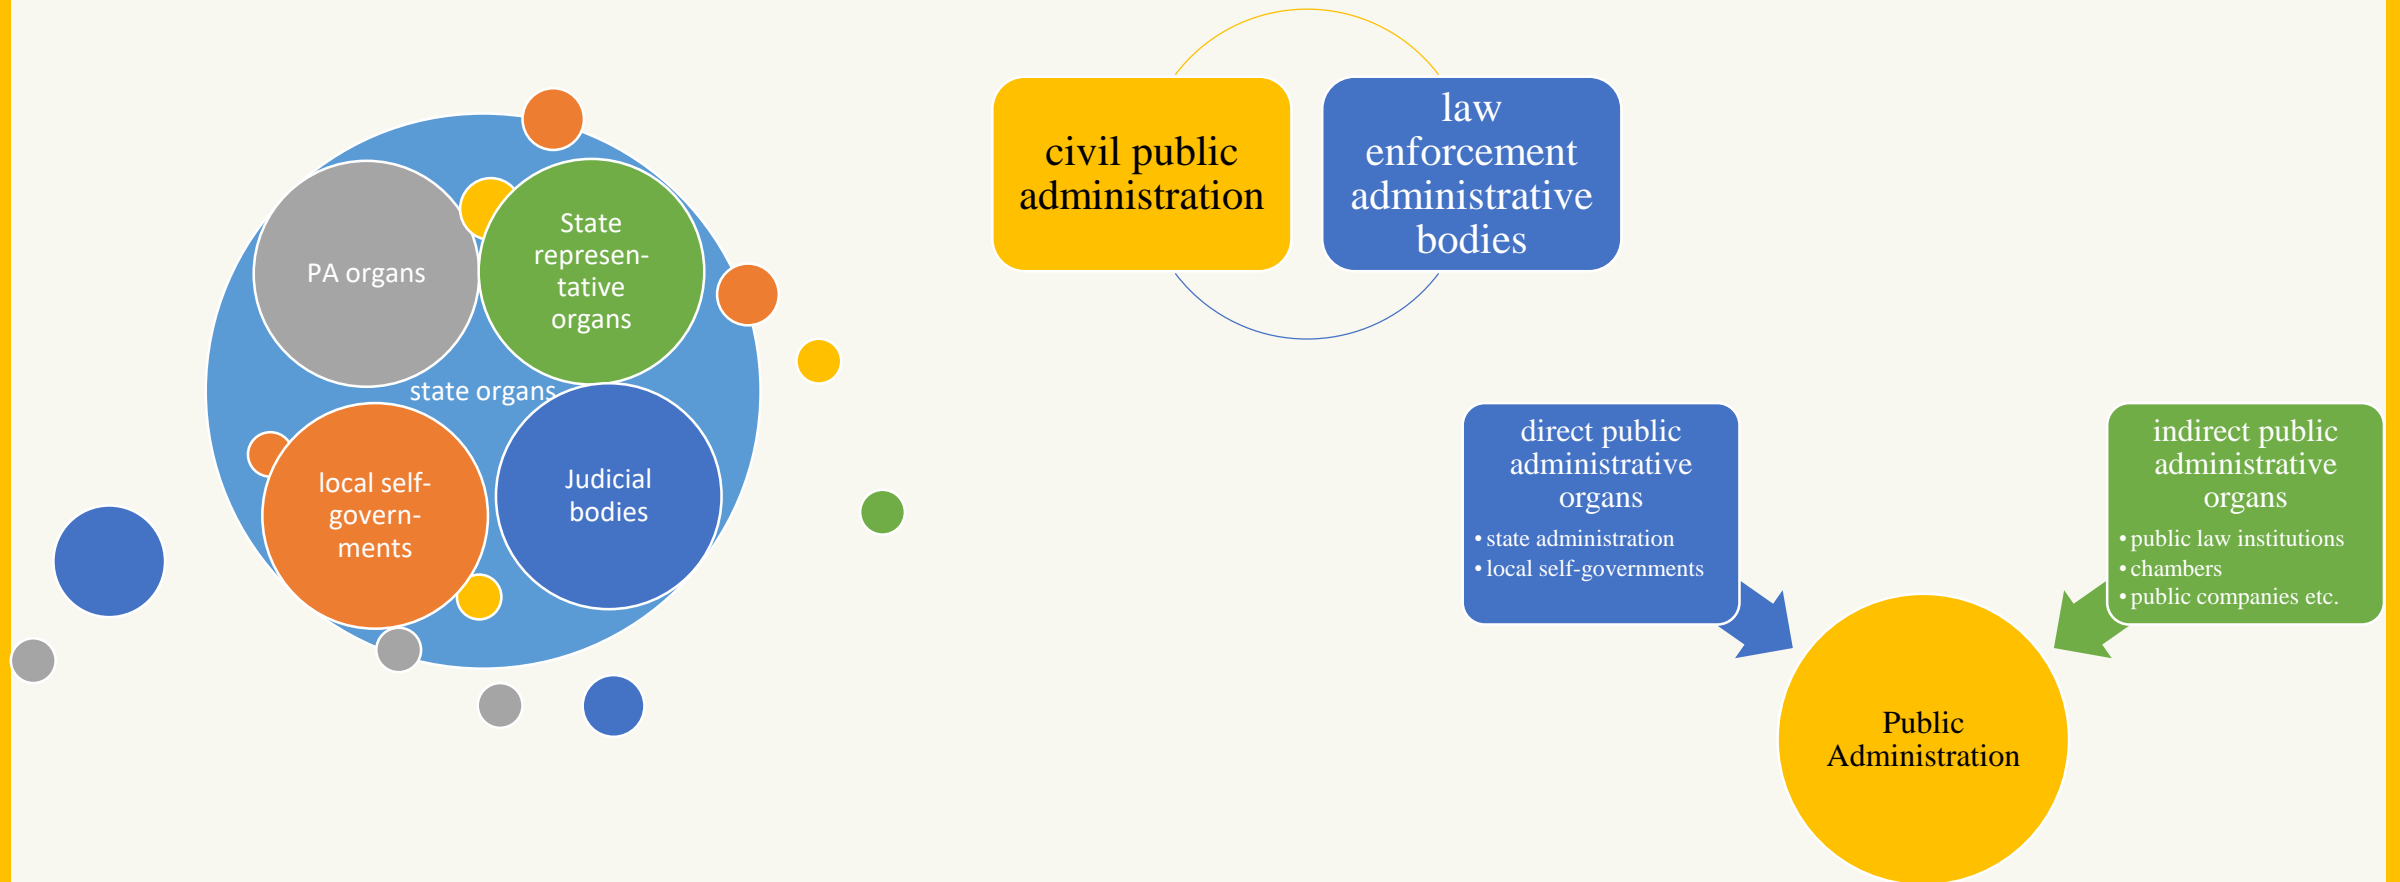 PA organs
State
represen-
tative
organs
state organs
local self-
govern-
ments
Judicial
bodies
civil public
administration
law
enforcement
administrative
bodies
direct public
administrative
organs
• state administration
• local self-governments
indirect public
administrative
organs
• public law institutions
• chambers
• public companies etc.
Public
Administration